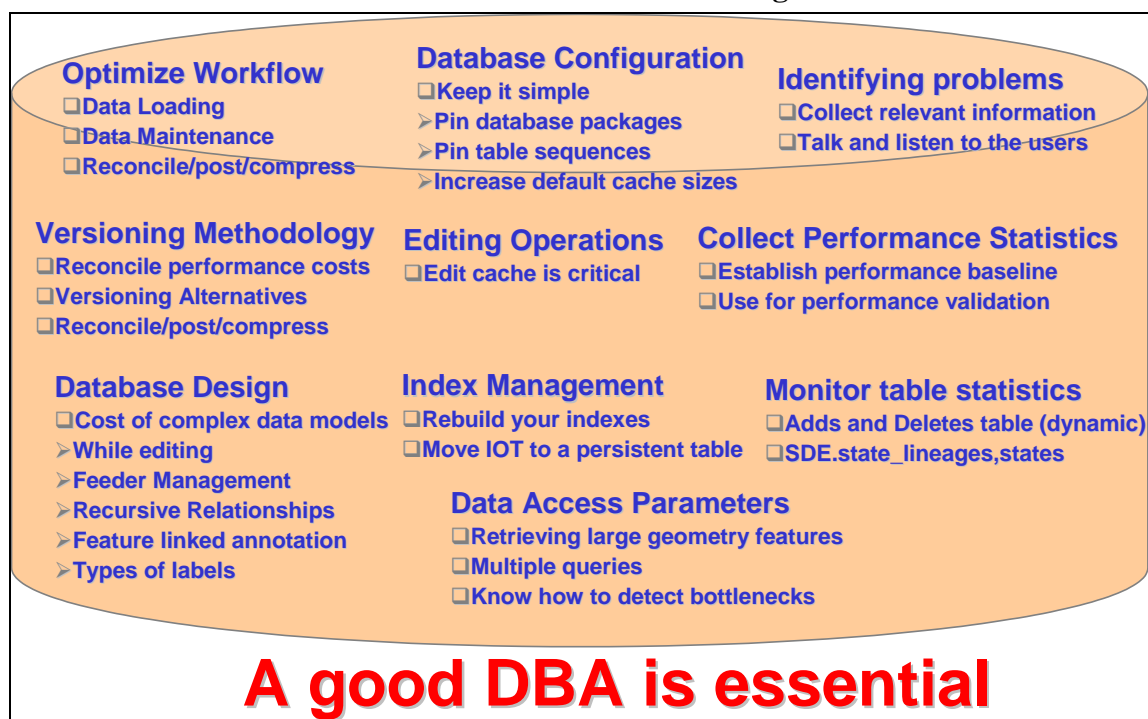 Optimize Workflow
❑Data Loading
❑Data Maintenance
❑Reconcile/post/compress
Database Configuration
❑Keep it simple
➢Pin database packages
➢Pin table sequences
➢Increase default cache sizes
Identifying problems
❑Collect relevant information
❑Talk and listen to the users
Versioning Methodology
❑Reconcile performance costs
❑Versioning Alternatives
❑Reconcile/post/compress
Editing Operations
❑Edit cache is critical
Collect Performance Statistics
❑Establish performance baseline
❑Use for performance validation
Database Design
❑Cost of complex data models
➢While editing
➢Feeder Management
➢Recursive Relationships
➢Feature linked annotation
➢Types of labels
Index Management
❑Rebuild your indexes
❑Move IOT to a persistent table
Monitor table statistics
❑Adds and Deletes table (dynamic)
❑SDE.state_lineages,states
Data Access Parameters
❑Retrieving large geometry features
❑Multiple queries
❑Know how to detect bottlenecks
A good DBA is essential